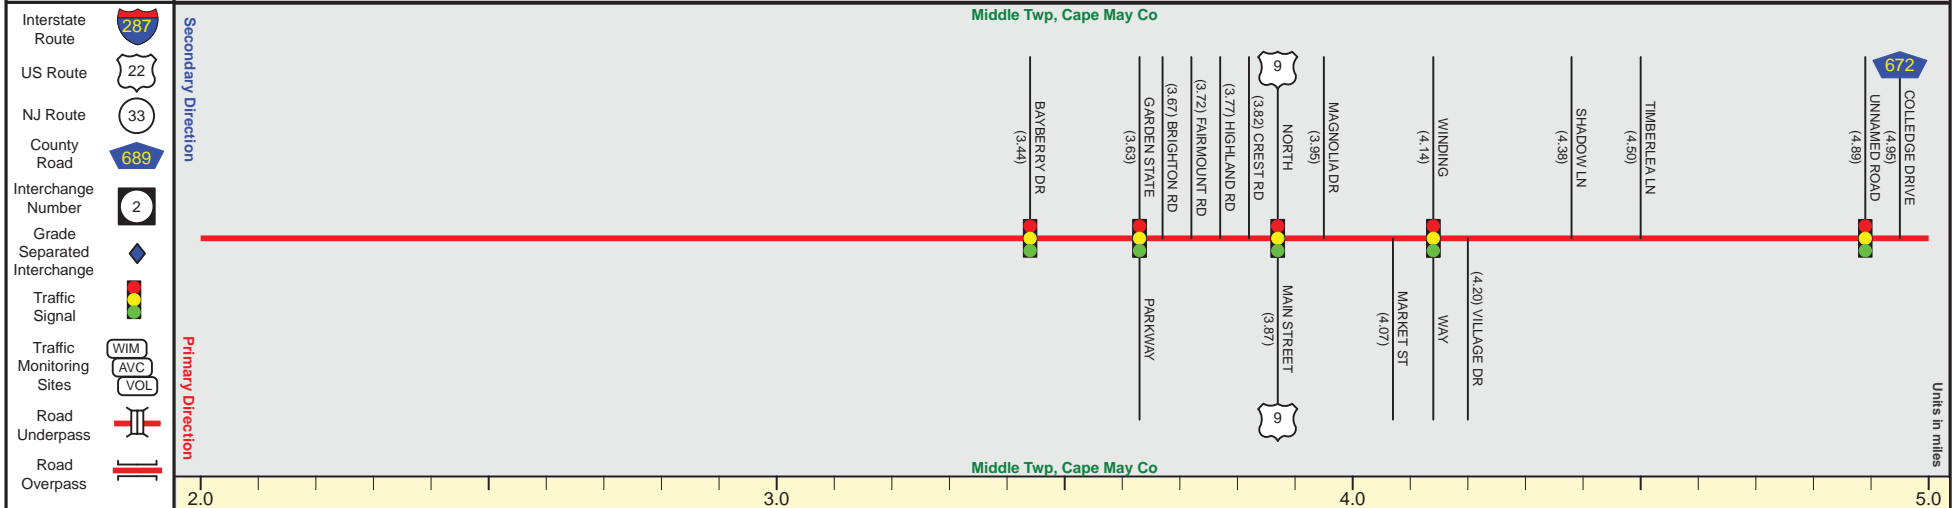 Interstate
Route
287
US Route
22
NJ Route
33
County
Road
689
Interchange
Number
2
Grade
Separated
Interchange
Traffic
Signal
Traffic
Monitoring
Sites
WIM
AVC
VOL
Road
Underpass
Road
Overpass
Secondary Direction
Primary Direction
Middle Twp, Cape May Co
BAYBERRY DR
(3.44)
GARDEN STATE
(3.63)
PARKWAY
(3.67) BRIGHTON RD
(3.72) FAIRMOUNT RD
(3.77) HIGHLAND RD
(3.82) CREST RD
9
NORTH
MAIN STREET
(3.87)
9
MAGNOLIA DR
(3.95)
MARKET ST
(4.07)
WINDING
(4.14)
WAY
(4.20) VILLAGE DR
SHADOW LN
(4.38)
TIMBERLEA LN
(4.50)
UNNAMED ROAD
(4.89)
672
COLLEDGE DRIVE
(4.95)
Units in miles
Middle Twp, Cape May Co
2.0
3.0
4.0
5.0